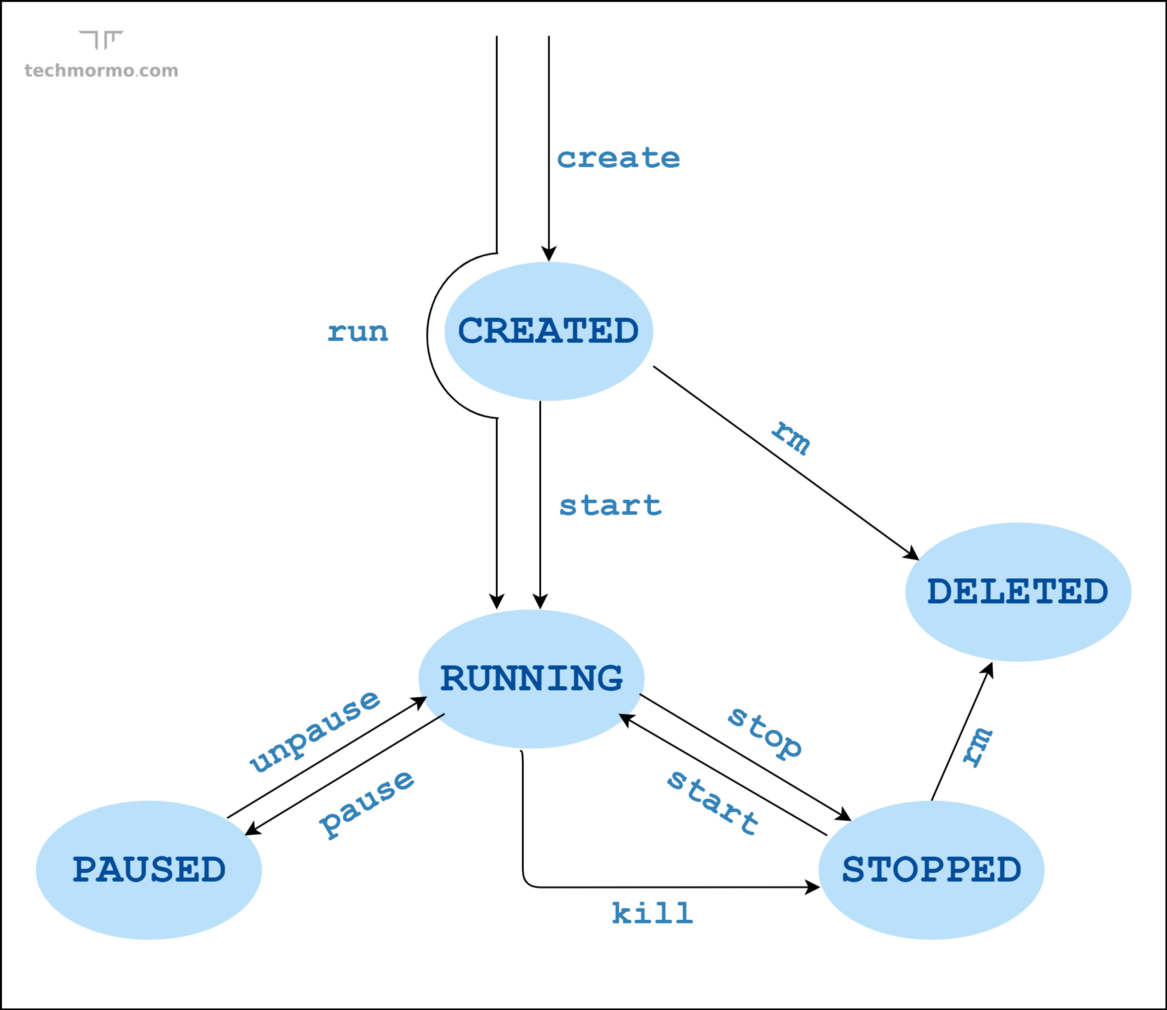 techmormo.com
create
run
CREATED
rm
start
DELETED
RUNNING
unpause
pause
stop
start
rm
PAUSED
STOPPED
kill